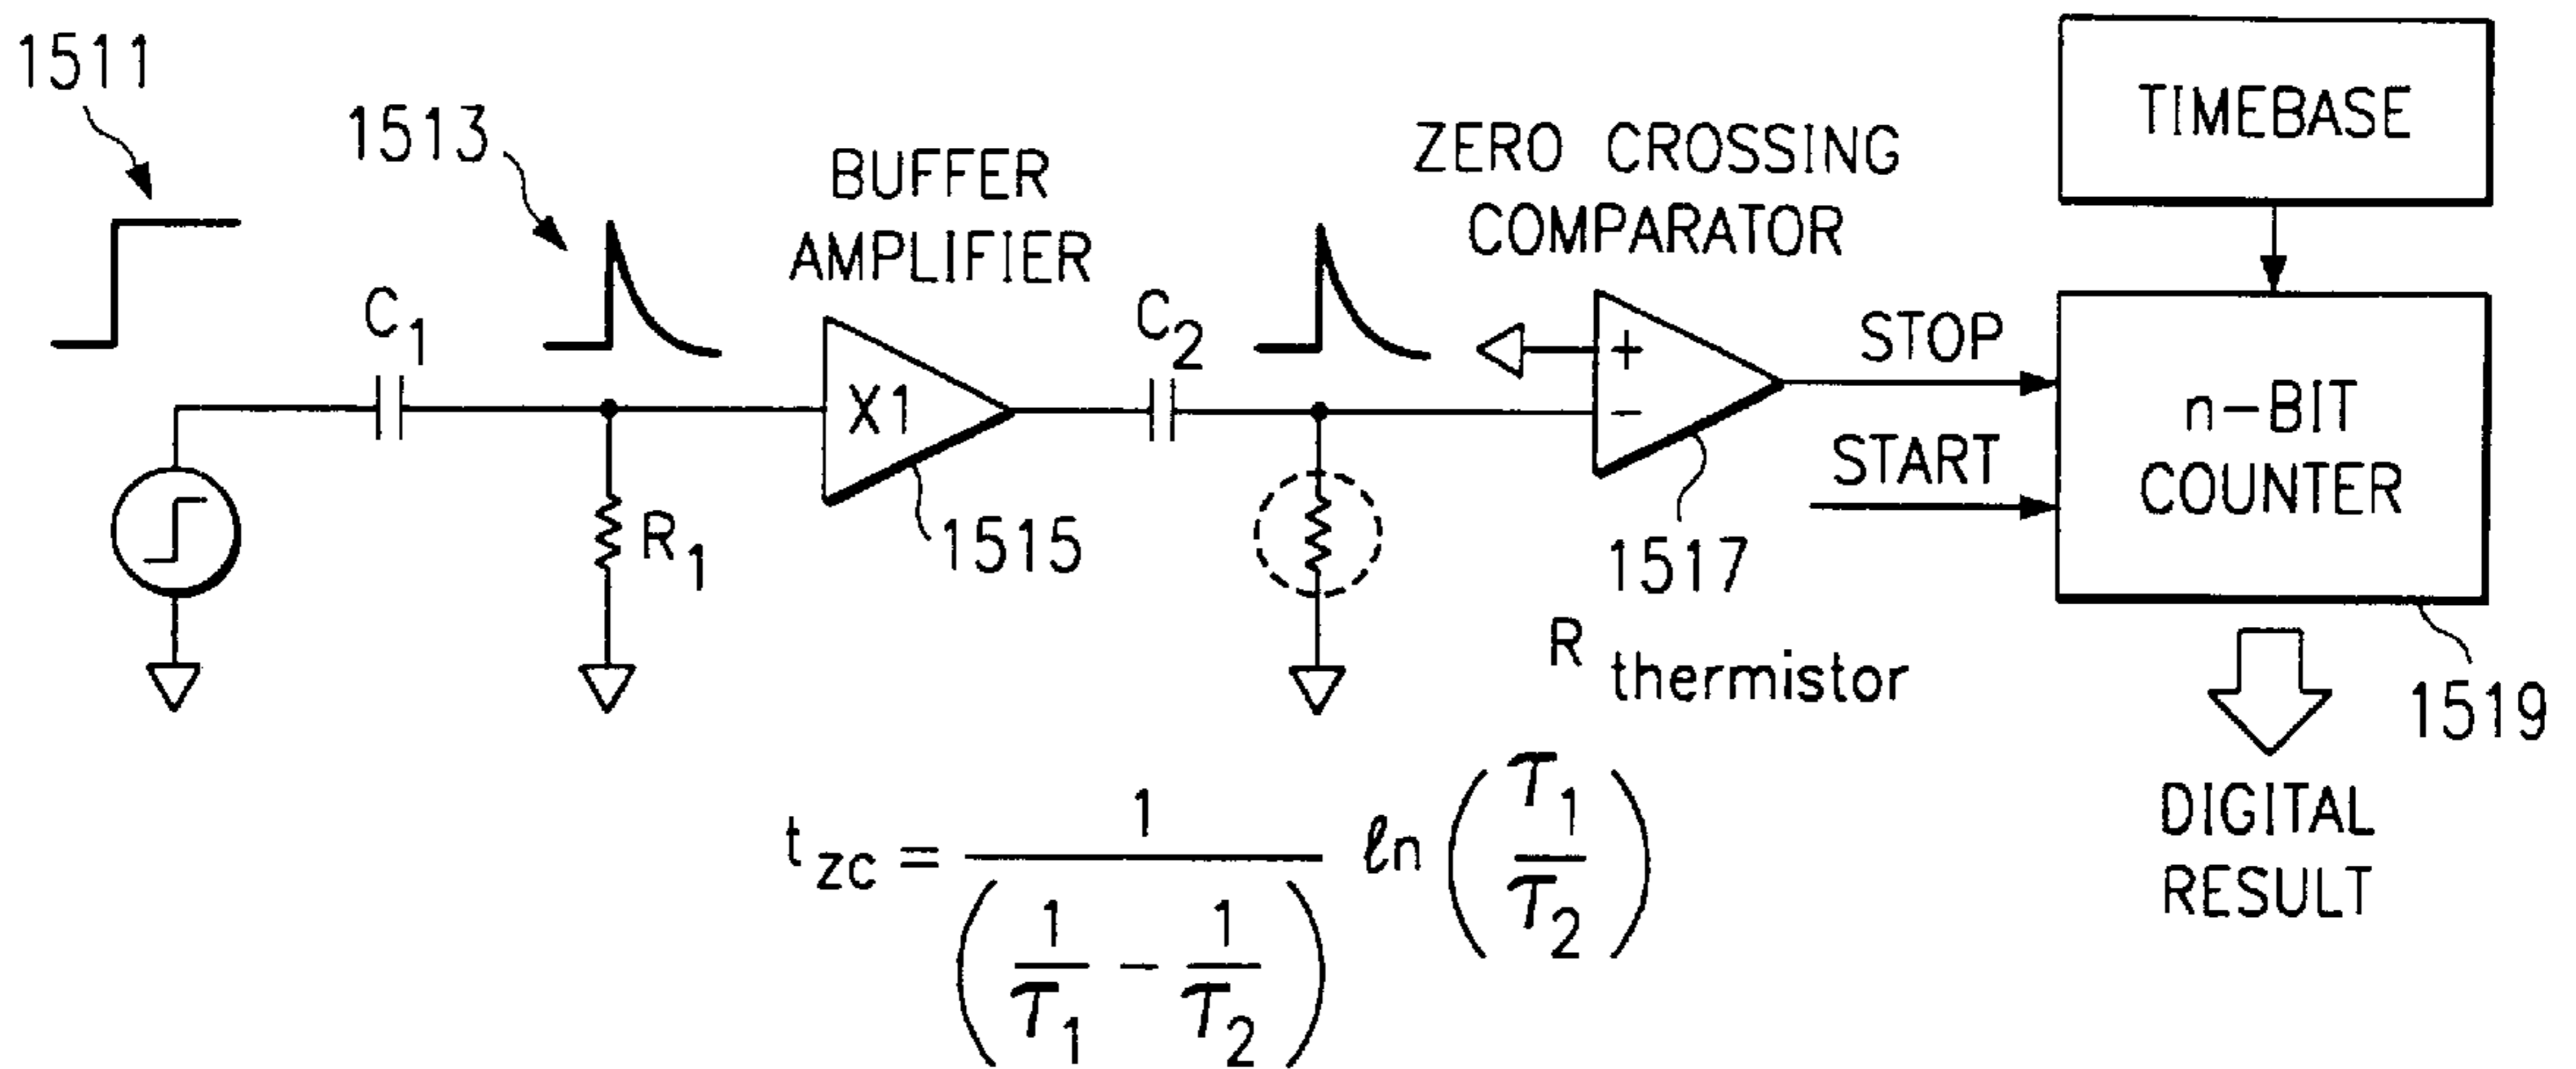 1511
1513
BUFFER
AMPLIFIER
ZERO CROSSING
COMPARATOR
TIMEBASE
C1
C2
X1
+
−
STOP
START
n-BIT
COUNTER
R1
1515
1517
R thermistor
1519
DIGITAL
RESULT
t zc = 1 / (1/τ1 − 1/τ2) ℓn (τ1/τ2)